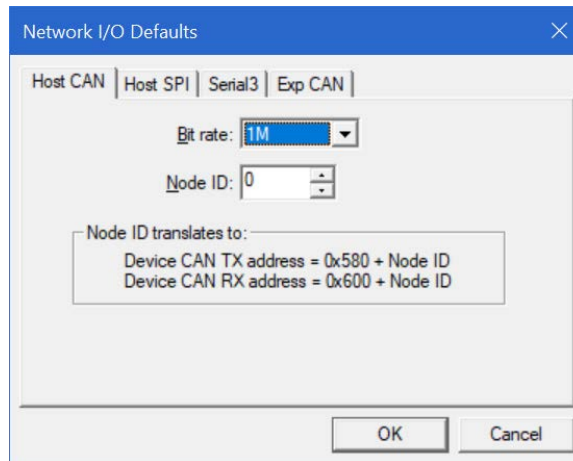 Network I/O Defaults
Host CAN Host SPI Serial3 Exp CAN
Bit rate: 1M
Node ID: 0
Node ID translates to:
Device CAN TX address = 0x580 + Node ID
Device CAN RX address = 0x600 + Node ID
OK Cancel